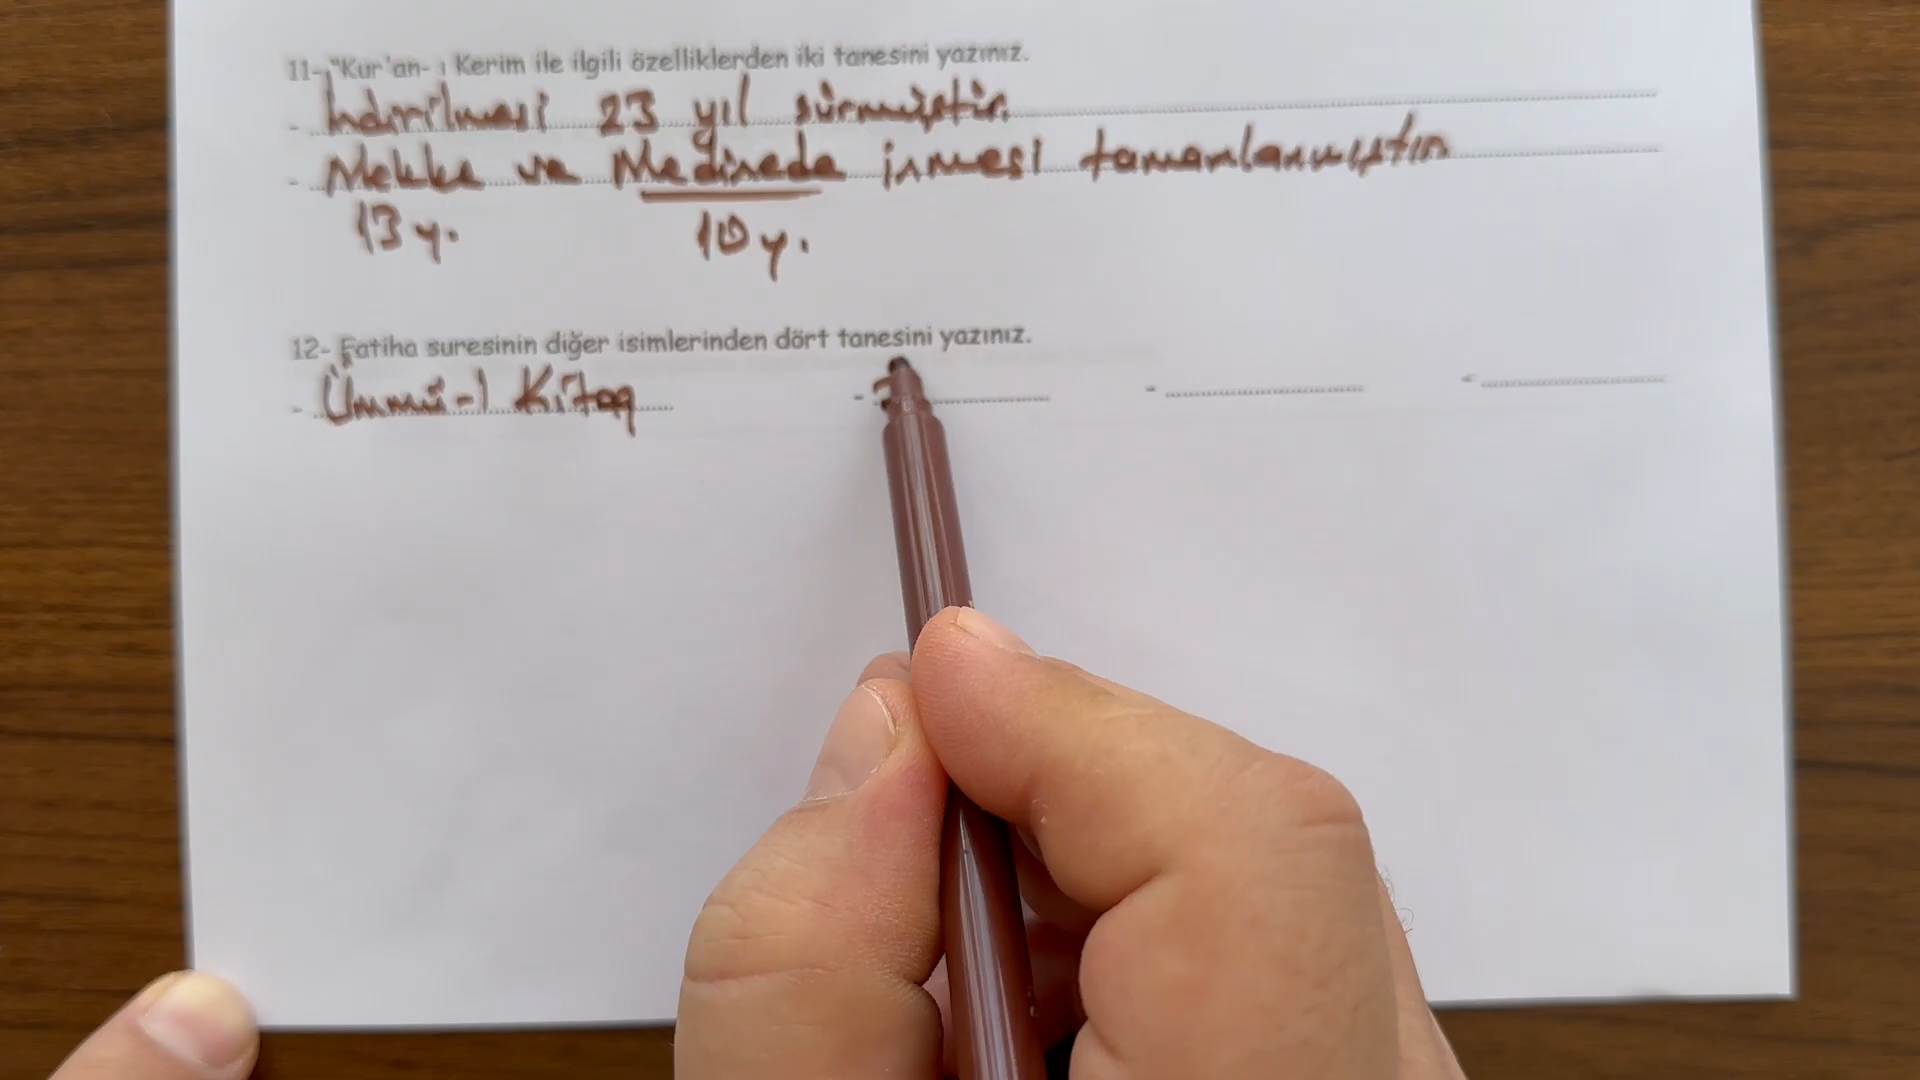 11- "Kur'an- ı Kerim ile ilgili özelliklerden iki tanesini yazınız.
- İndirilmesi 23 yıl sürmüştür.
- Mekke ve Medinede inmesi tamamlanmıştır
13 y. 10 y.
12- Fatiha suresinin diğer isimlerinden dört tanesini yazınız.
- Ümmü-l Kitap - - -